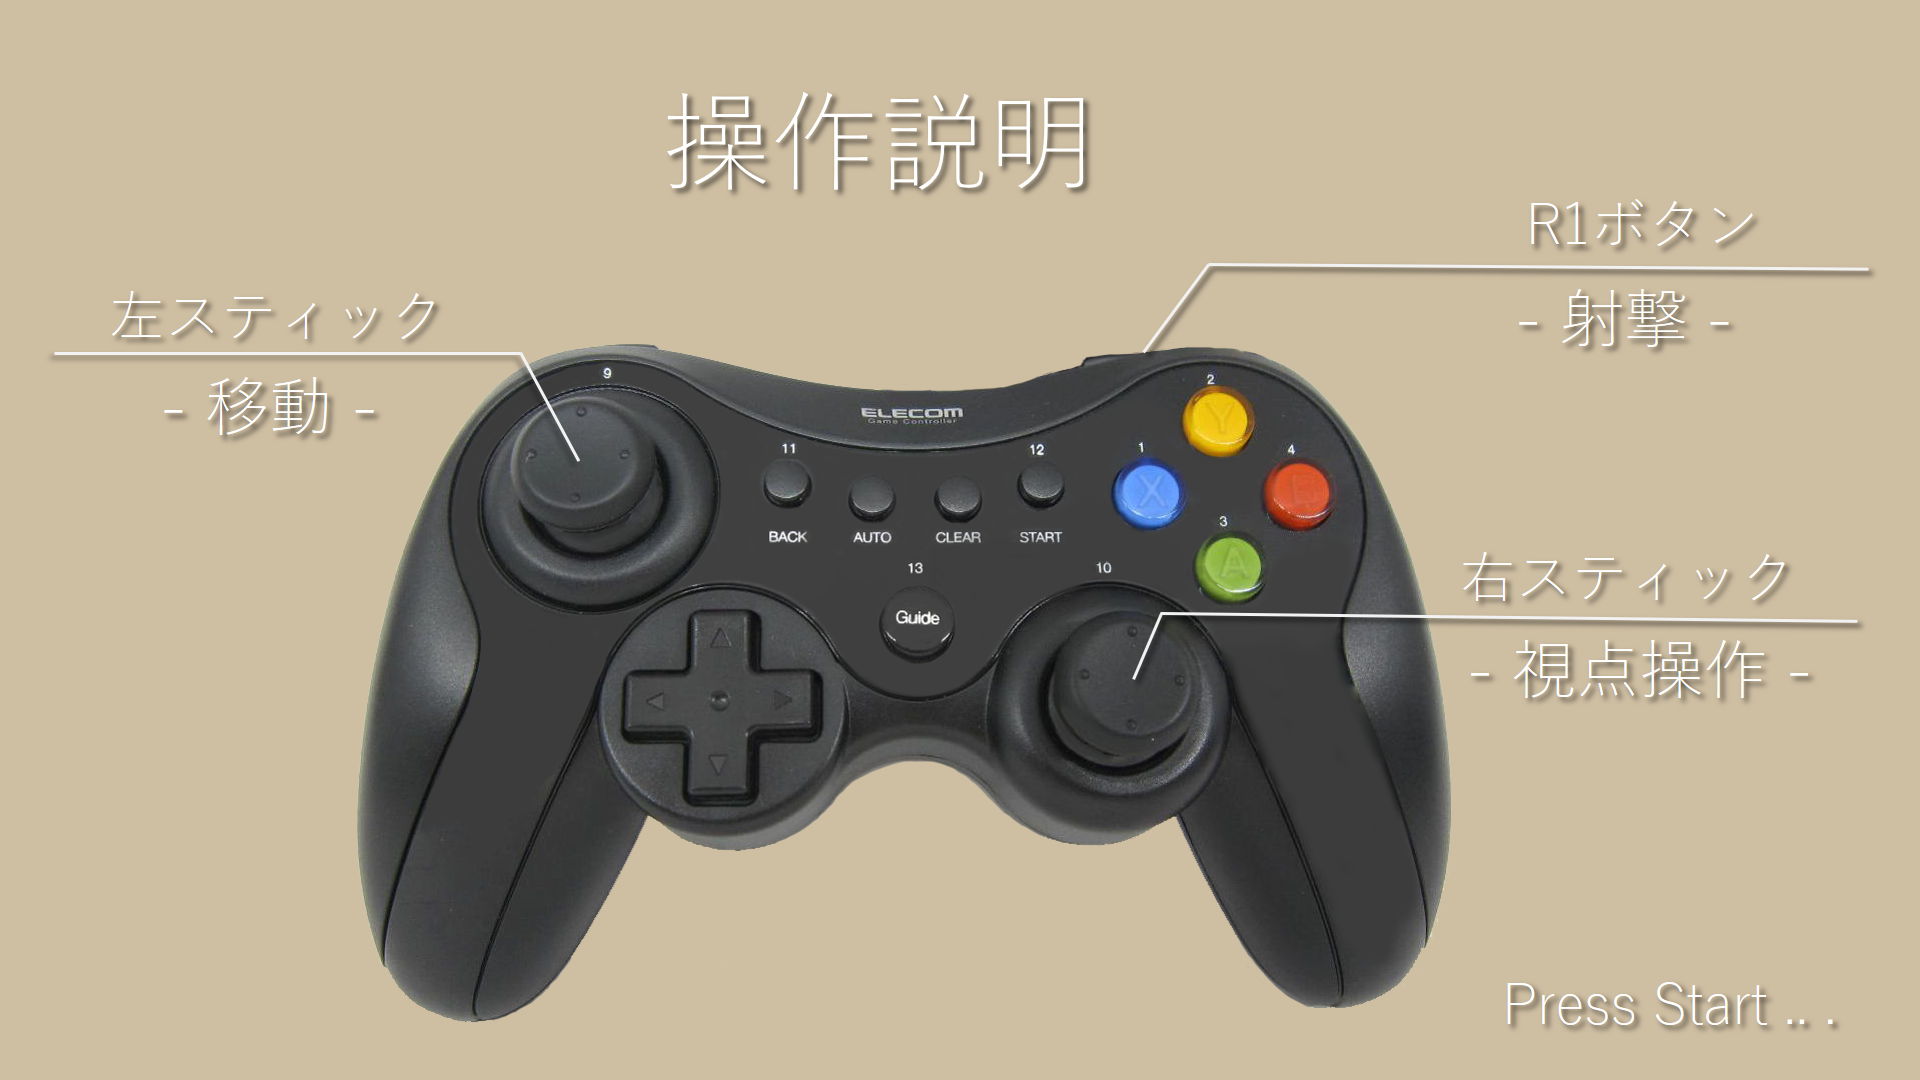 操作説明
R1ボタン
- 射撃 -
左スティック
- 移動 -
9
2
ELECOM
Game Controller
11
12
1
4
Y
X
B
BACK
AUTO
CLEAR
START
3
A
13
10
Guide
右スティック
- 視点操作 -
Press Start .. .